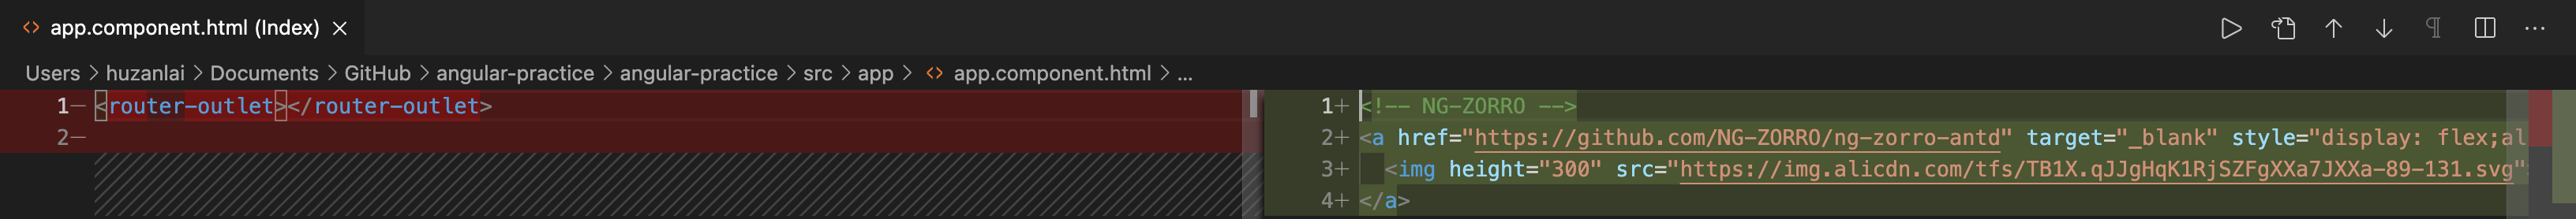 <> app.component.html (Index) ×
Users > huzanlai > Documents > GitHub > angular-practice > angular-practice > src > app > <> app.component.html > ...
1— <router-outlet></router-outlet>
2—
1+ <!-- NG-ZORRO -->
2+ <a href="https://github.com/NG-ZORRO/ng-zorro-antd" target="_blank" style="display: flex;al
3+ <img height="300" src="https://img.alicdn.com/tfs/TB1X.qJJgHqK1RjSZFgXXa7JXXa-89-131.svg"
4+ </a>